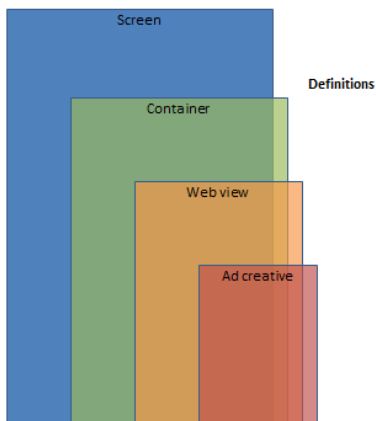 Screen
Definitions
Container
Web view
Ad creative